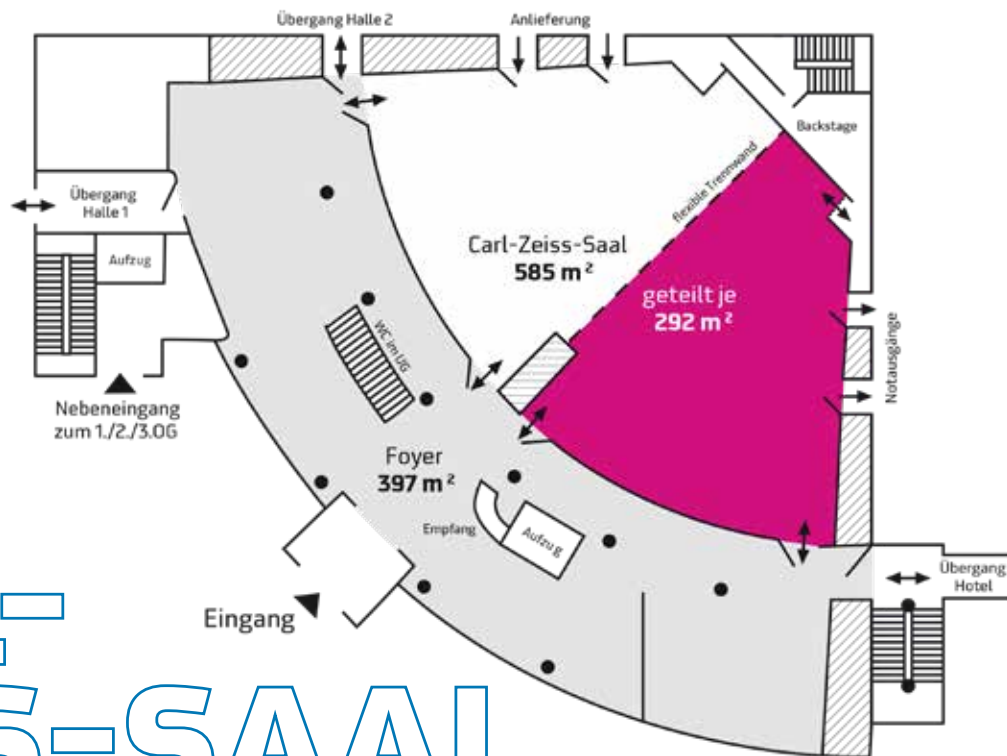 Übergang Halle 2
Anlieferung
Backstage
flexible Trennwand
Übergang
Halle 1
Aufzug
Carl-Zeiss-Saal
585 m²
geteilt je
292 m²
Notausgänge
WC im UG
Nebeneingang
zum 1./2./3.OG
Foyer
397 m²
Empfang
Aufzug
Übergang
Hotel
Eingang
S-SAAL